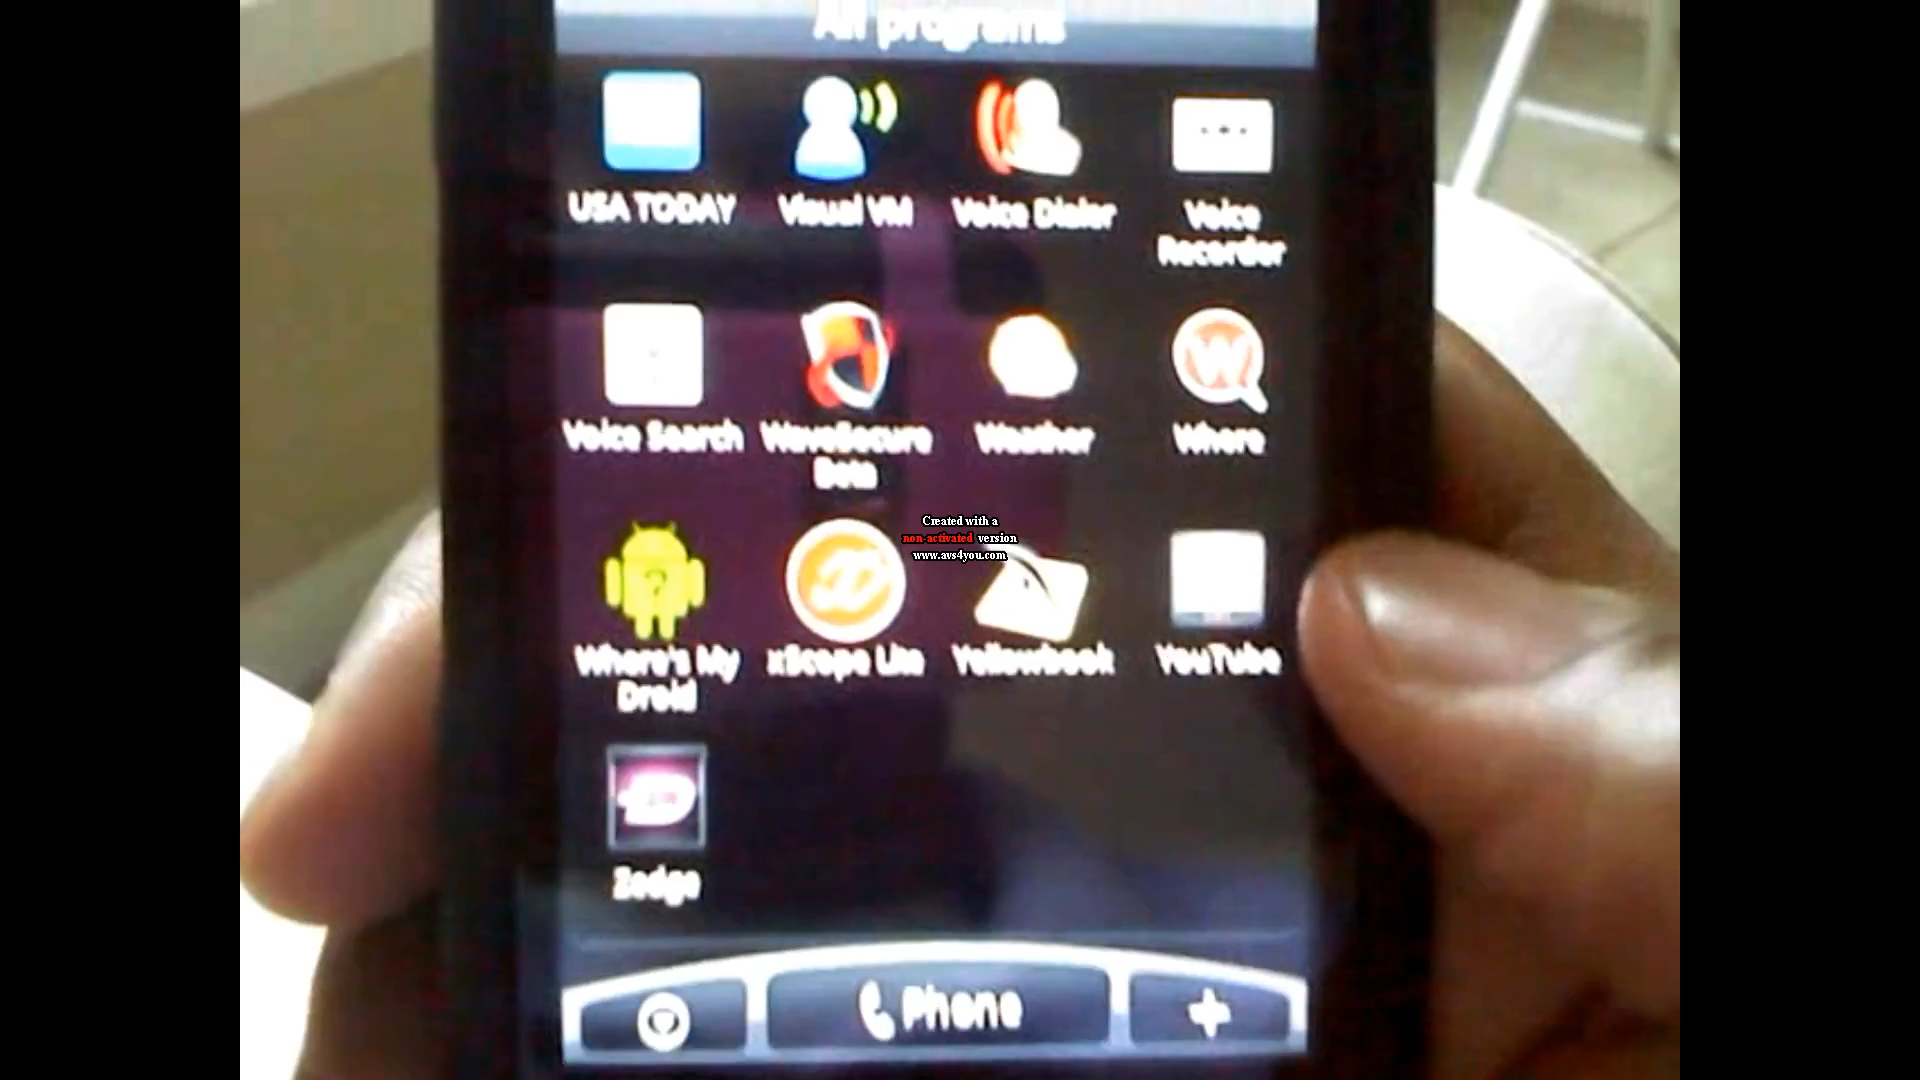 All programs
USA TODAY
Visual VM
Voice Dialer
Voice
Recorder
Voice Search
WaveSecure
Beta
Weather
Where
Created with a
non-activated version
www.avs4you.com
Where's My
Droid
xScope Lite
Yellowbook
YouTube
Zedge
Phone